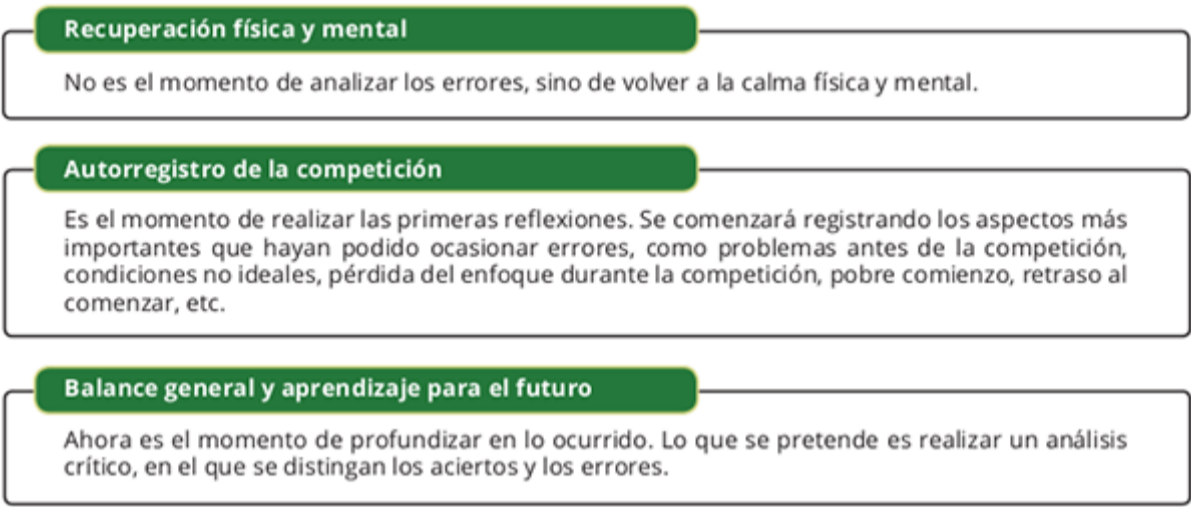 Recuperación física y mental
No es el momento de analizar los errores, sino de volver a la calma física y mental.
Autorregistro de la competición
Es el momento de realizar las primeras reflexiones. Se comenzará registrando los aspectos más
importantes que hayan podido ocasionar errores, como problemas antes de la competición,
condiciones no ideales, pérdida del enfoque durante la competición, pobre comienzo, retraso al
comenzar, etc.
Balance general y aprendizaje para el futuro
Ahora es el momento de profundizar en lo ocurrido. Lo que se pretende es realizar un análisis
crítico, en el que se distingan los aciertos y los errores.